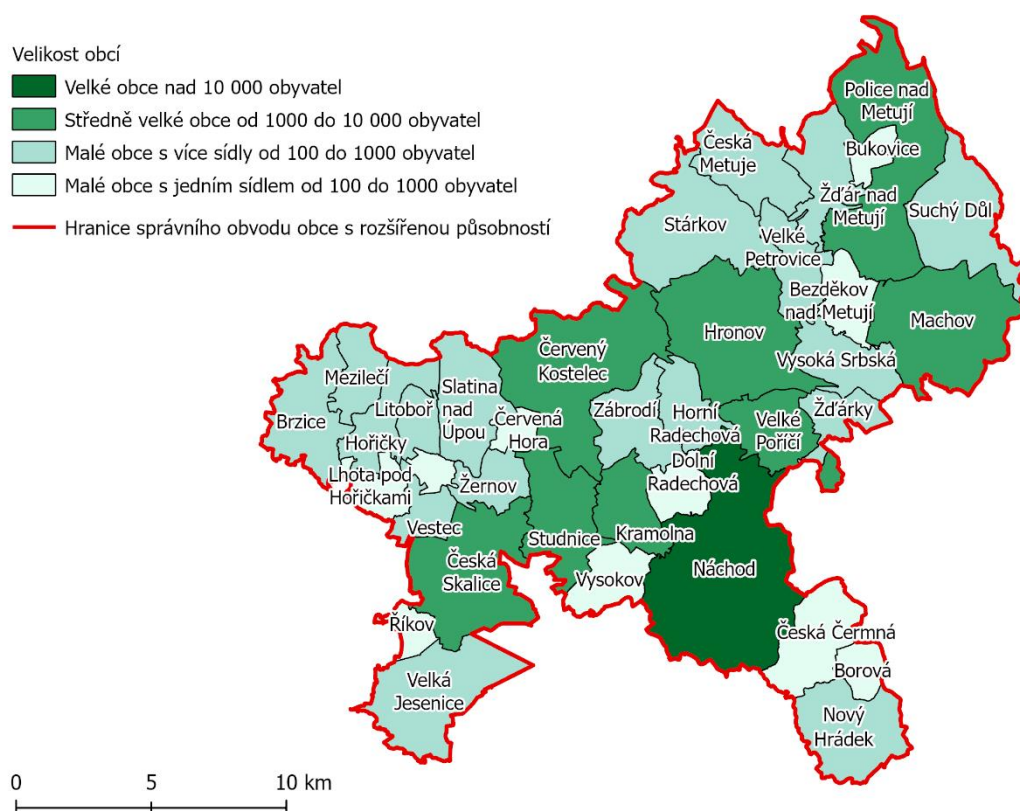 Velikost obcí
Velké obce nad 10 000 obyvatel
Středně velké obce od 1000 do 10 000 obyvatel
Malé obce s více sídly od 100 do 1000 obyvatel
Malé obce s jedním sídlem od 100 do 1000 obyvatel
Hranice správního obvodu obce s rozšířenou působností
Police nad
Metují
Bukovice
Česká
Metuje
Žďár nad
Metují
Suchý Důl
Stárkov
Velké
Petrovice
Bezděkov
nad Metují
Machov
Hronov
Vysoká Srbská
Červený
Kostelec
Žďárky
Mezilečí
Slatina
nad
Úpou
Litoboř
Brzice
Červená
Hora
Zábrodí
Horní
Radechová
Velké
Poříčí
Hořičky
Dolní
Radechová
Lhota pod
Hořičkami
Žernov
Vestec
Studnice
Kramolna
Česká
Skalice
Vysokov
Náchod
Říkov
Česká Čermná
Borová
Velká
Jesenice
Nový
Hrádek
0 5 10 km